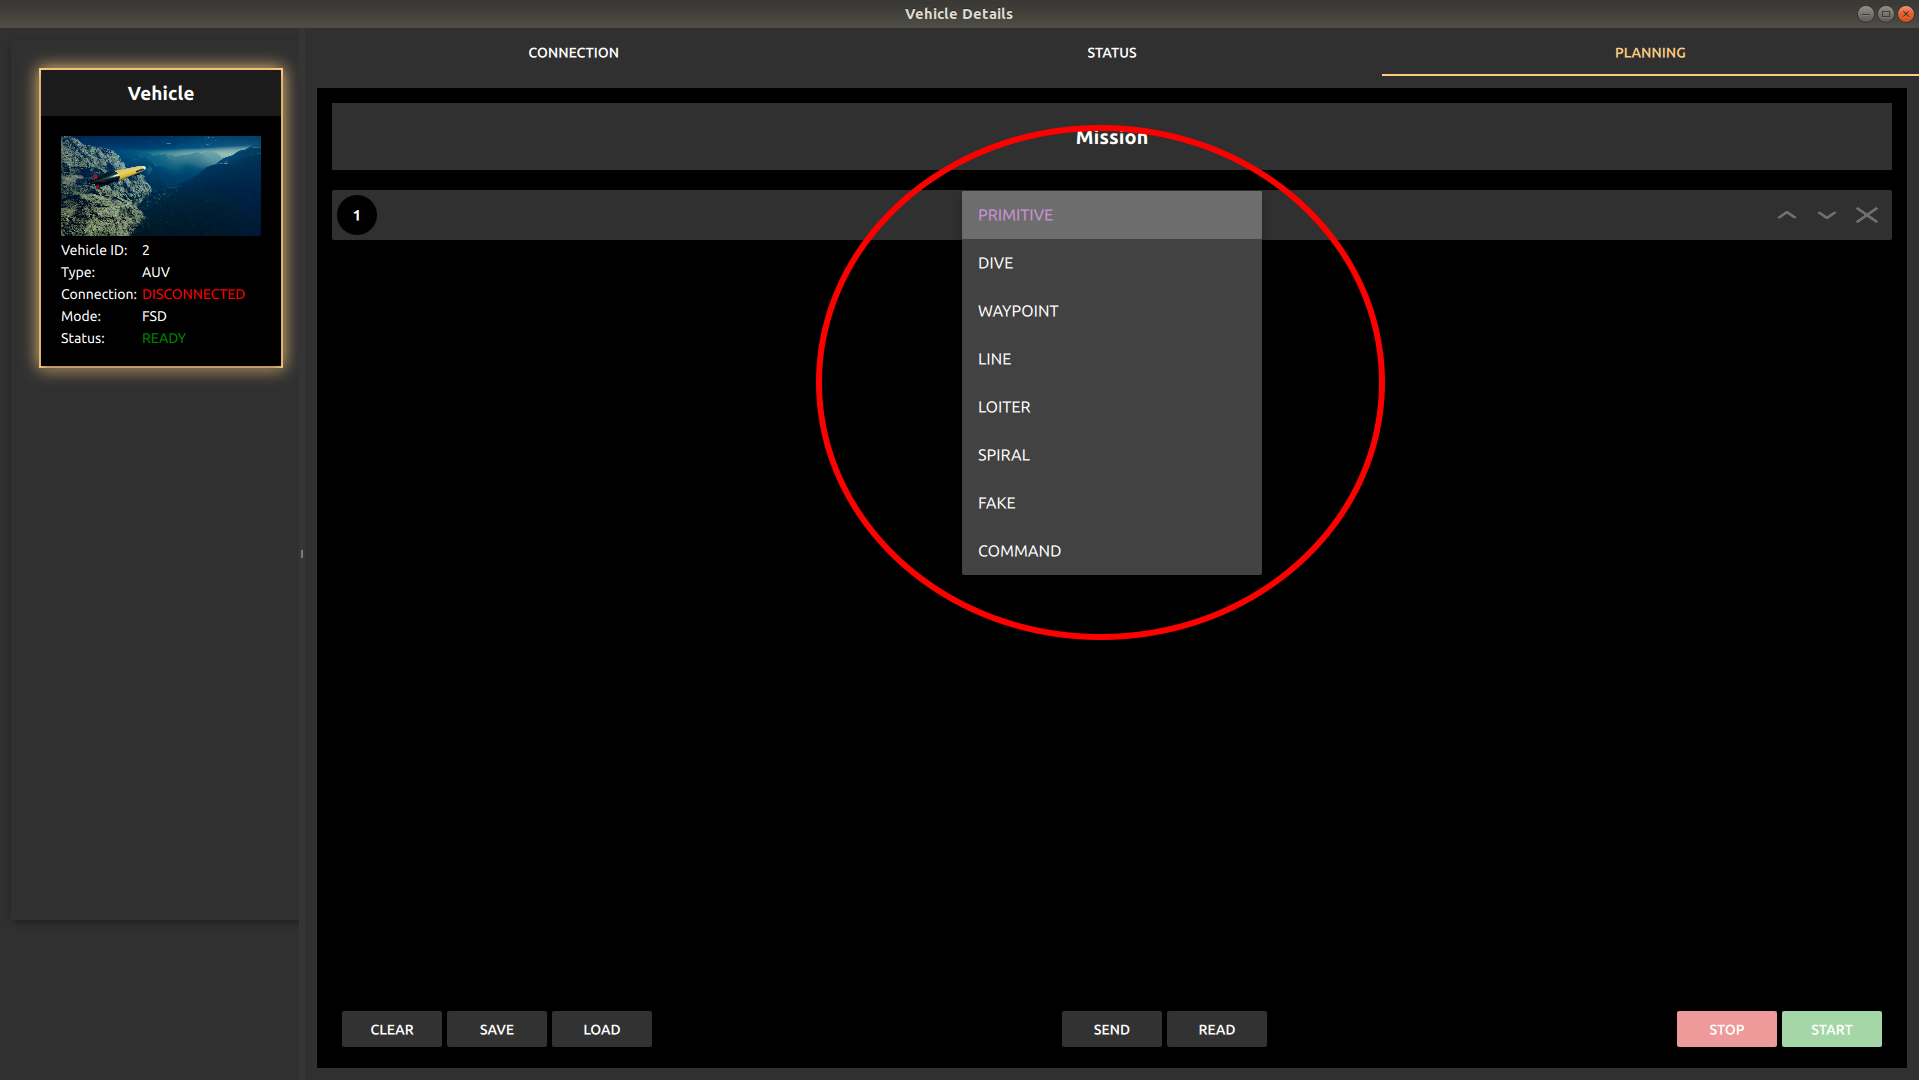 Vehicle Details
CONNECTION STATUS PLANNING
Vehicle
Vehicle ID: 2
Type: AUV
Connection: DISCONNECTED
Mode: FSD
Status: READY
Mission
1
PRIMITIVE
DIVE
WAYPOINT
LINE
LOITER
SPIRAL
FAKE
COMMAND
CLEAR SAVE LOAD SEND READ STOP START